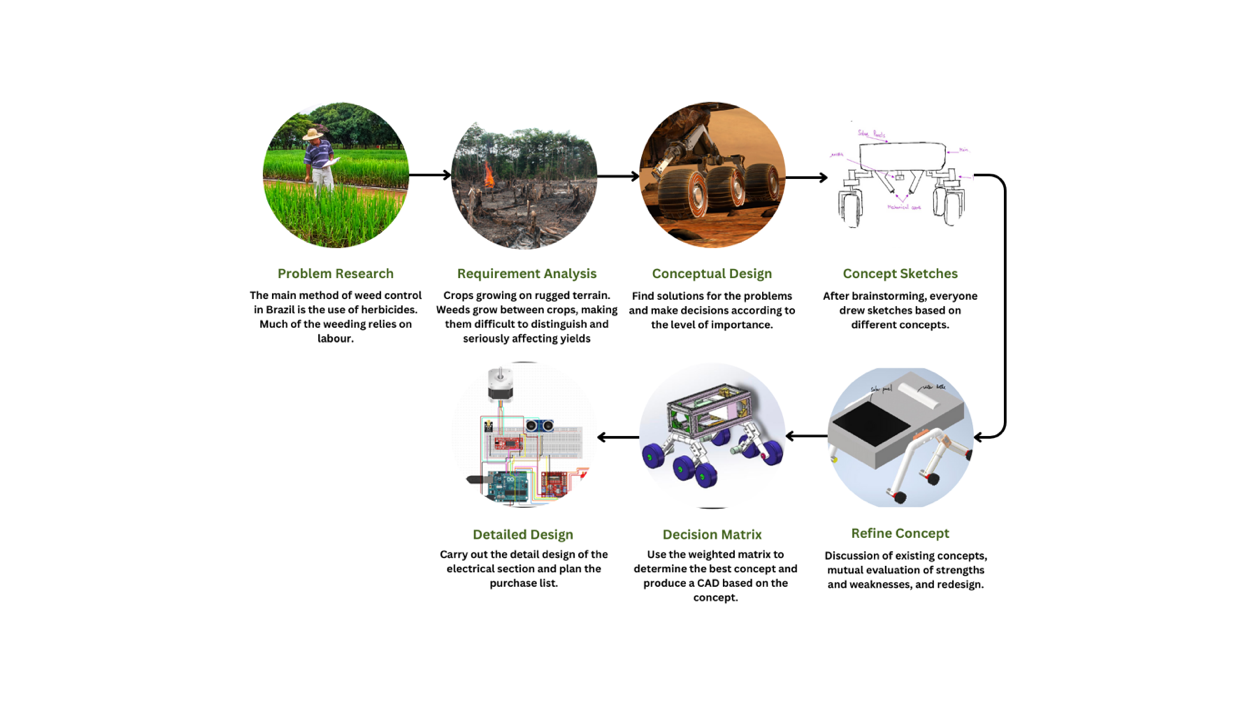 Solar Panels
Mechanical arms
Problem Research
The main method of weed control
in Brazil is the use of herbicides.
Much of the weeding relies on
labour.
Requirement Analysis
Crops growing on rugged terrain.
Weeds grow between crops, making
them difficult to distinguish and
seriously affecting yields
Conceptual Design
Find solutions for the problems
and make decisions according to
the level of importance.
Concept Sketches
After brainstorming, everyone
drew sketches based on
different concepts.
Solar panel
Refine Concept
Discussion of existing concepts,
mutual evaluation of strengths
and weaknesses, and redesign.
Decision Matrix
Use the weighted matrix to
determine the best concept and
produce a CAD based on the
concept.
Detailed Design
Carry out the detail design of the
electrical section and plan the
purchase list.